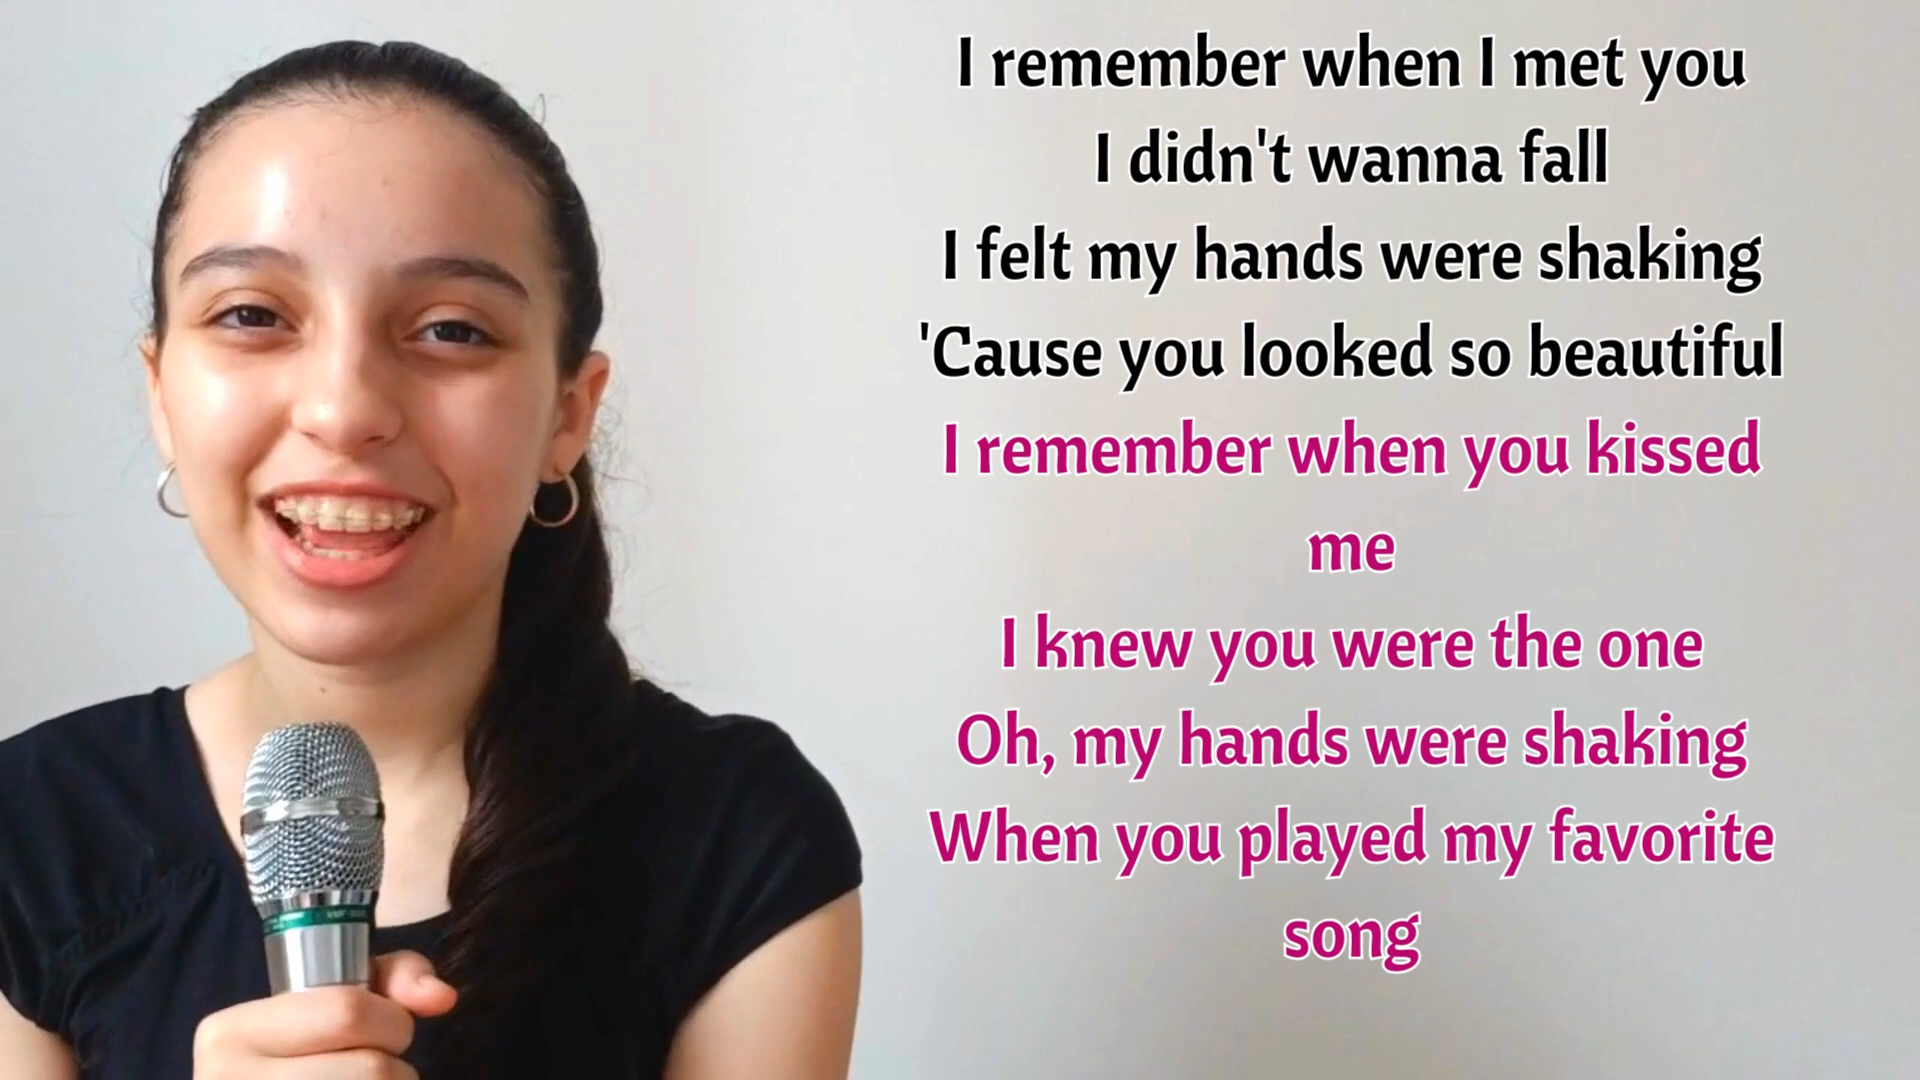 I remember when I met you
I didn't wanna fall
I felt my hands were shaking
'Cause you looked so beautiful
I remember when you kissed
me
I knew you were the one
Oh, my hands were shaking
When you played my favorite
song